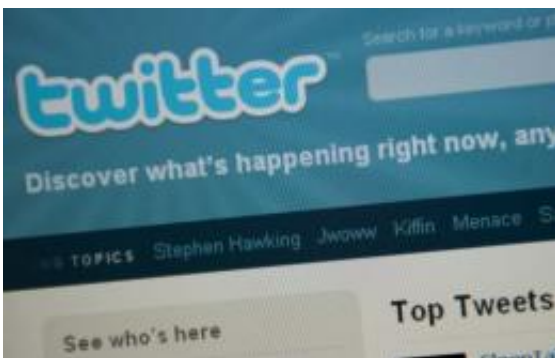 twitter
Search for a keyword or
Discover what's happening right now, any
TOPICS Stephen Hawking Jwoww Kiffin Menace S
Top Tweets
See who's here